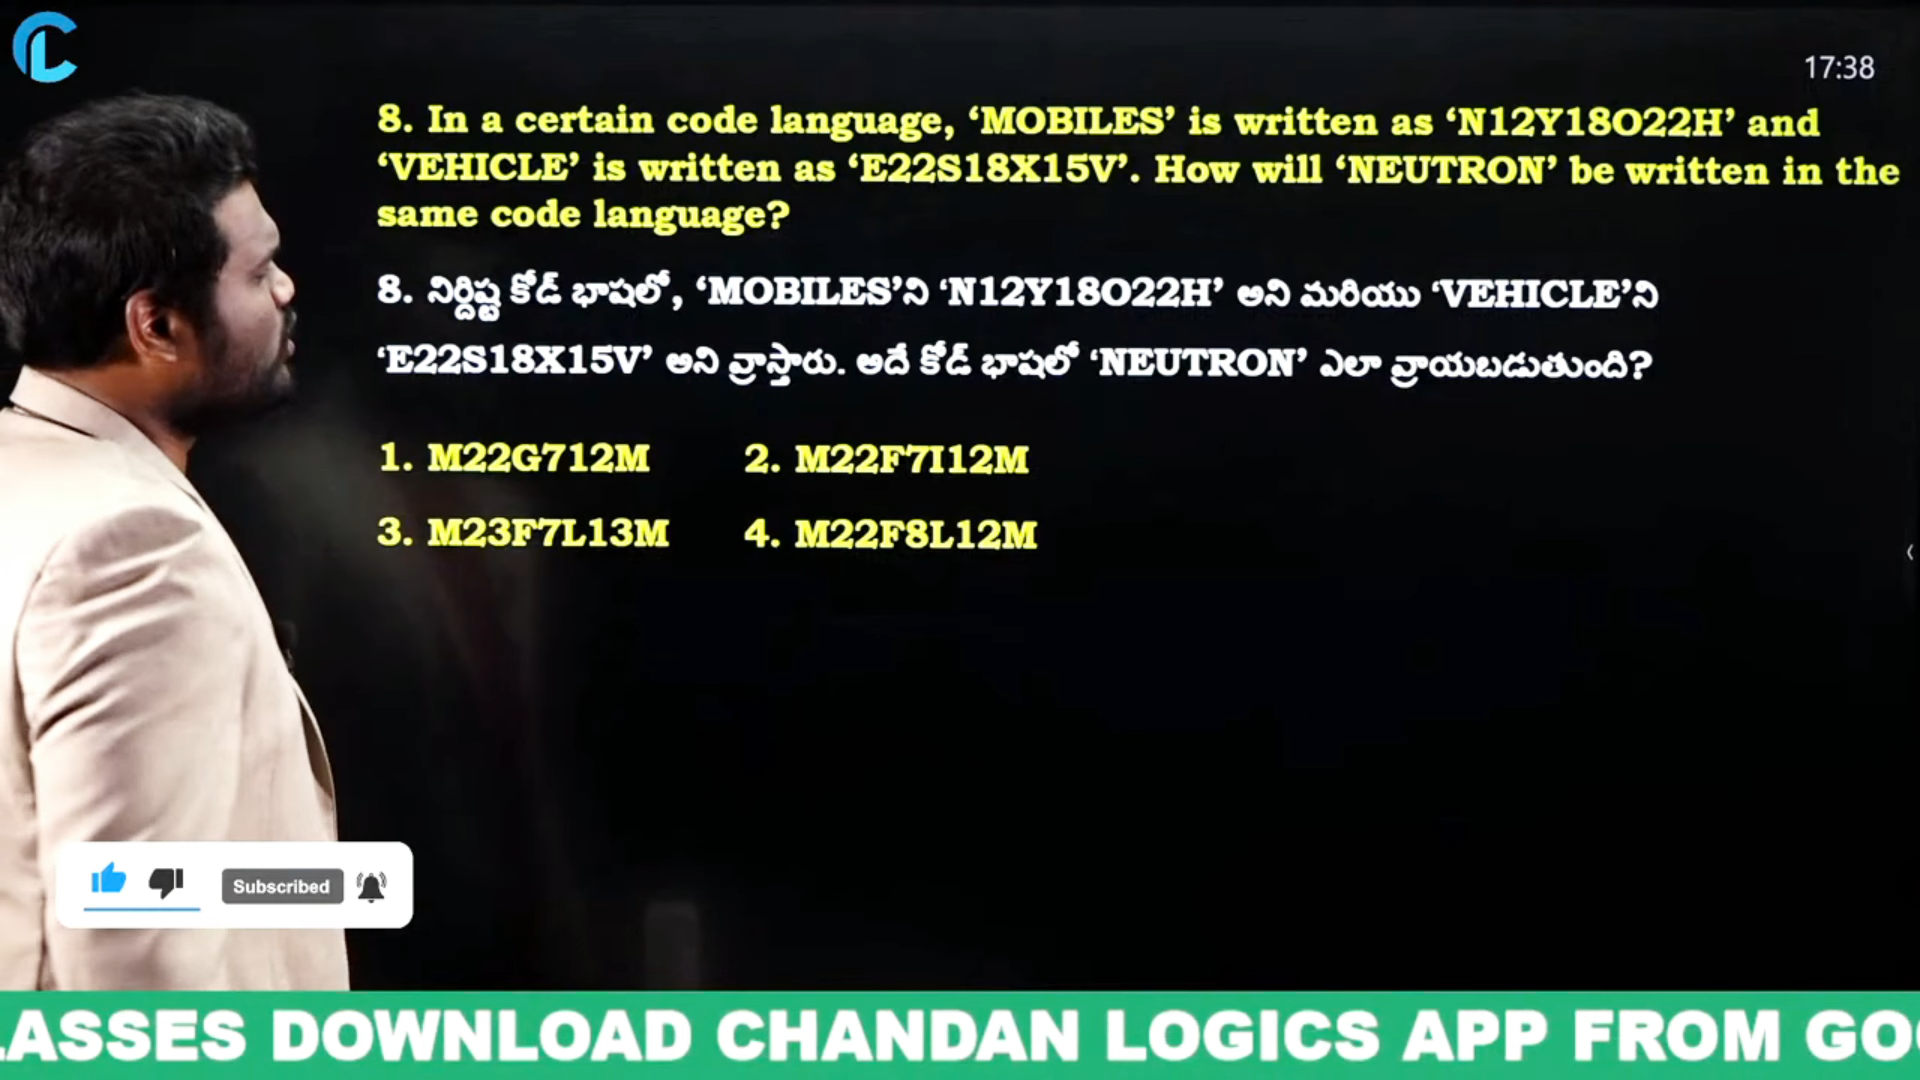 17:38
8. In a certain code language, ‘MOBILES’ is written as ‘N12Y18O22H’ and
‘VEHICLE’ is written as ‘E22S18X15V’. How will ‘NEUTRON’ be written in the
same code language?
8. నిర్దిష్ట కోడ్ భాషలో, ‘MOBILES’ని ‘N12Y18O22H’ అని మరియు ‘VEHICLE’ని
‘E22S18X15V’ అని వ్రాస్తారు. అదే కోడ్ భాషలో ‘NEUTRON’ ఎలా వ్రాయబడుతుంది?
1. M22G712M 2. M22F7I12M
3. M23F7L13M 4. M22F8L12M
Subscribed
LASSES DOWNLOAD CHANDAN LOGICS APP FROM GOO